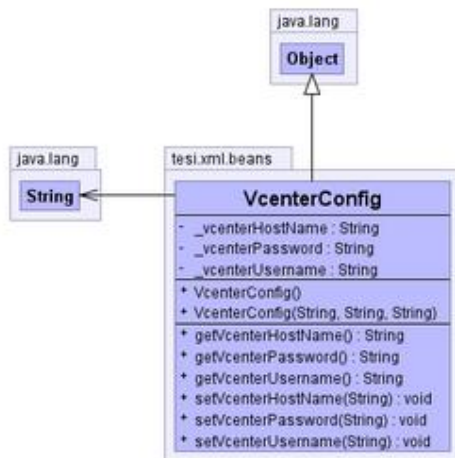 java.lang
Object
java.lang
String
tesi.xml.beans
VcenterConfig
- _vcenterHostName : String
- _vcenterPassword : String
- _vcenterUsername : String
+ VcenterConfig()
+ VcenterConfig(String, String, String)
+ getVcenterHostName() : String
+ getVcenterPassword() : String
+ getVcenterUsername() : String
+ setVcenterHostName(String) : void
+ setVcenterPassword(String) : void
+ setVcenterUsername(String) : void